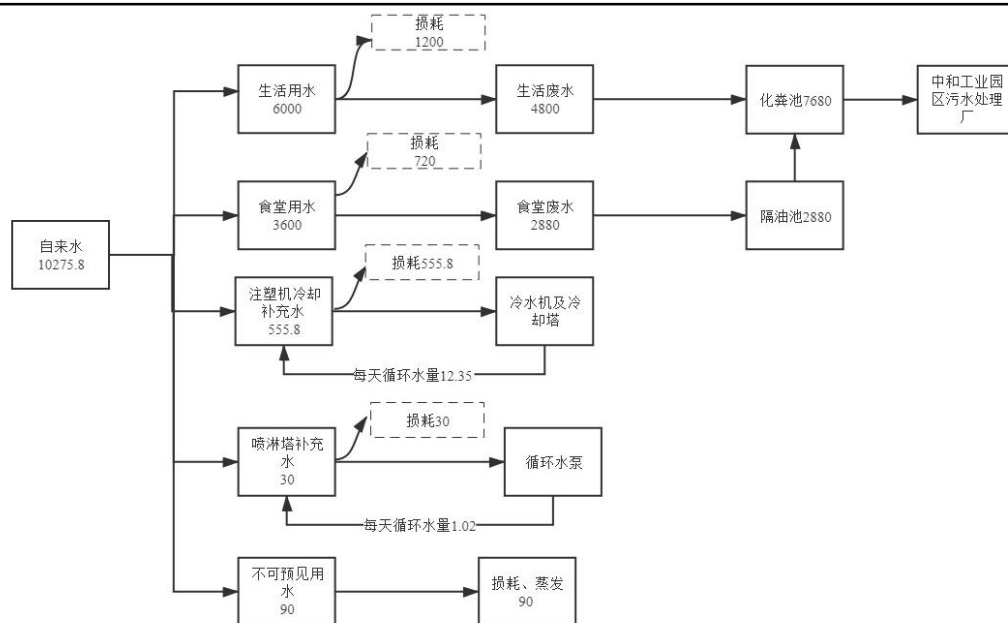 损耗
1200
生活用水
6000
生活废水
4800
化粪池7680
中和工业园
区污水处理
厂
损耗
720
食堂用水
3600
食堂废水
2880
隔油池2880
自来水
10275.8
损耗555.8
注塑机冷却
补充水
555.8
冷水机及冷
却塔
每天循环水量12.35
损耗30
喷淋塔补充
水
30
循环水泵
每天循环水量1.02
不可预见用
水
90
损耗、蒸发
90